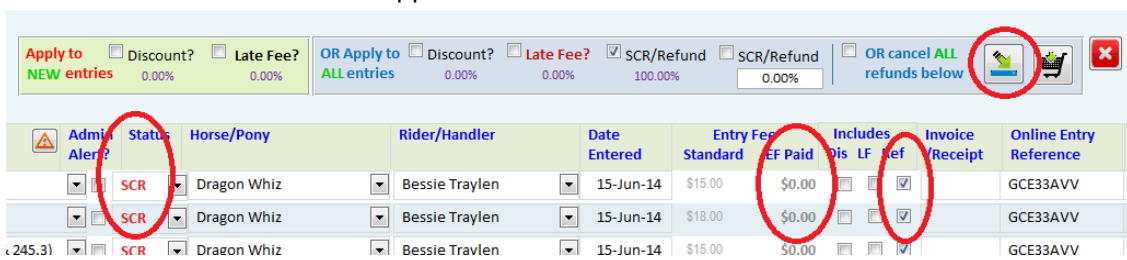 Apply to Discount? Late Fee? OR Apply to Discount? Late Fee? SCR/Refund SCR/Refund OR cancel ALL
NEW entries 0.00% 0.00% ALL entries 0.00% 0.00% 100.00% 0.00% refunds below
Admin Status Horse/Pony Rider/Handler Date Entry Fee Includes Invoice Online Entry
Alert? Entered Standard EF Paid Dis LF Ref /Receipt Reference
SCR Dragon Whiz Bessie Traylen 15-Jun-14 $15.00 $0.00 GCE33AVV
SCR Dragon Whiz Bessie Traylen 15-Jun-14 $18.00 $0.00 GCE33AVV
245.3) SCR Dragon Whiz Bessie Traylen 15-Jun-14 $15.00 $0.00 GCE33AVV